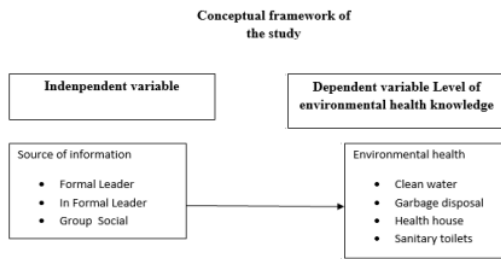 Conceptual framework of
the study
Indenpendent variable
Dependent variable Level of
environmental health knowledge
Source of information
• Formal Leader
• In Formal Leader
• Group Social
Environmental health
• Clean water
• Garbage disposal
• Health house
• Sanitary toilets